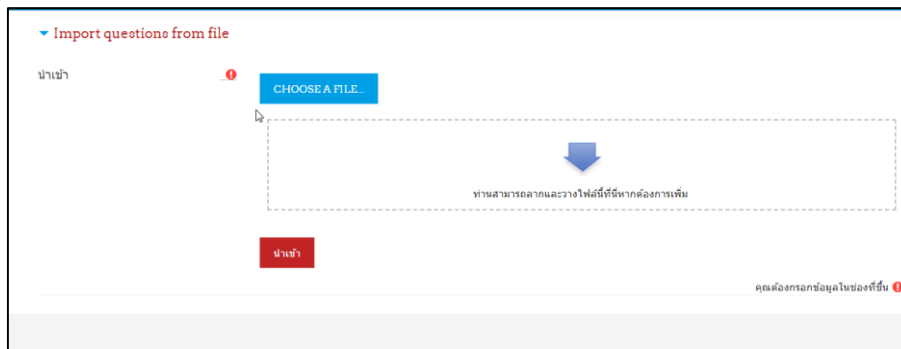 Import questions from file
นำเข้า
CHOOSE A FILE...
ท่านสามารถลากและวางไฟล์นี้ที่นี่หากต้องการเพิ่ม
นำเข้า
คุณต้องกรอกข้อมูลในช่องที่ขึ้น